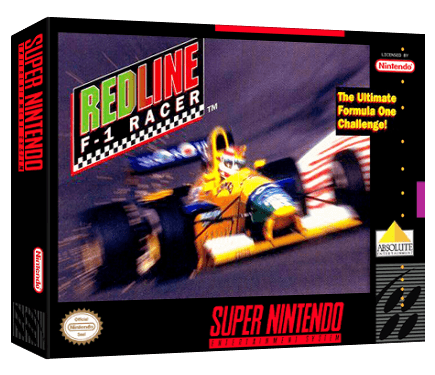 SUPER NINTENDO
Nintendo
REDLINE
F-1 RACER
TM
LICENSED BY
Nintendo
The Ultimate
Formula One
Challenge!
ABSOLUTE
ENTERTAINMENT
Official
Nintendo
Seal
SUPER NINTENDO
ENTERTAINMENT SYSTEM